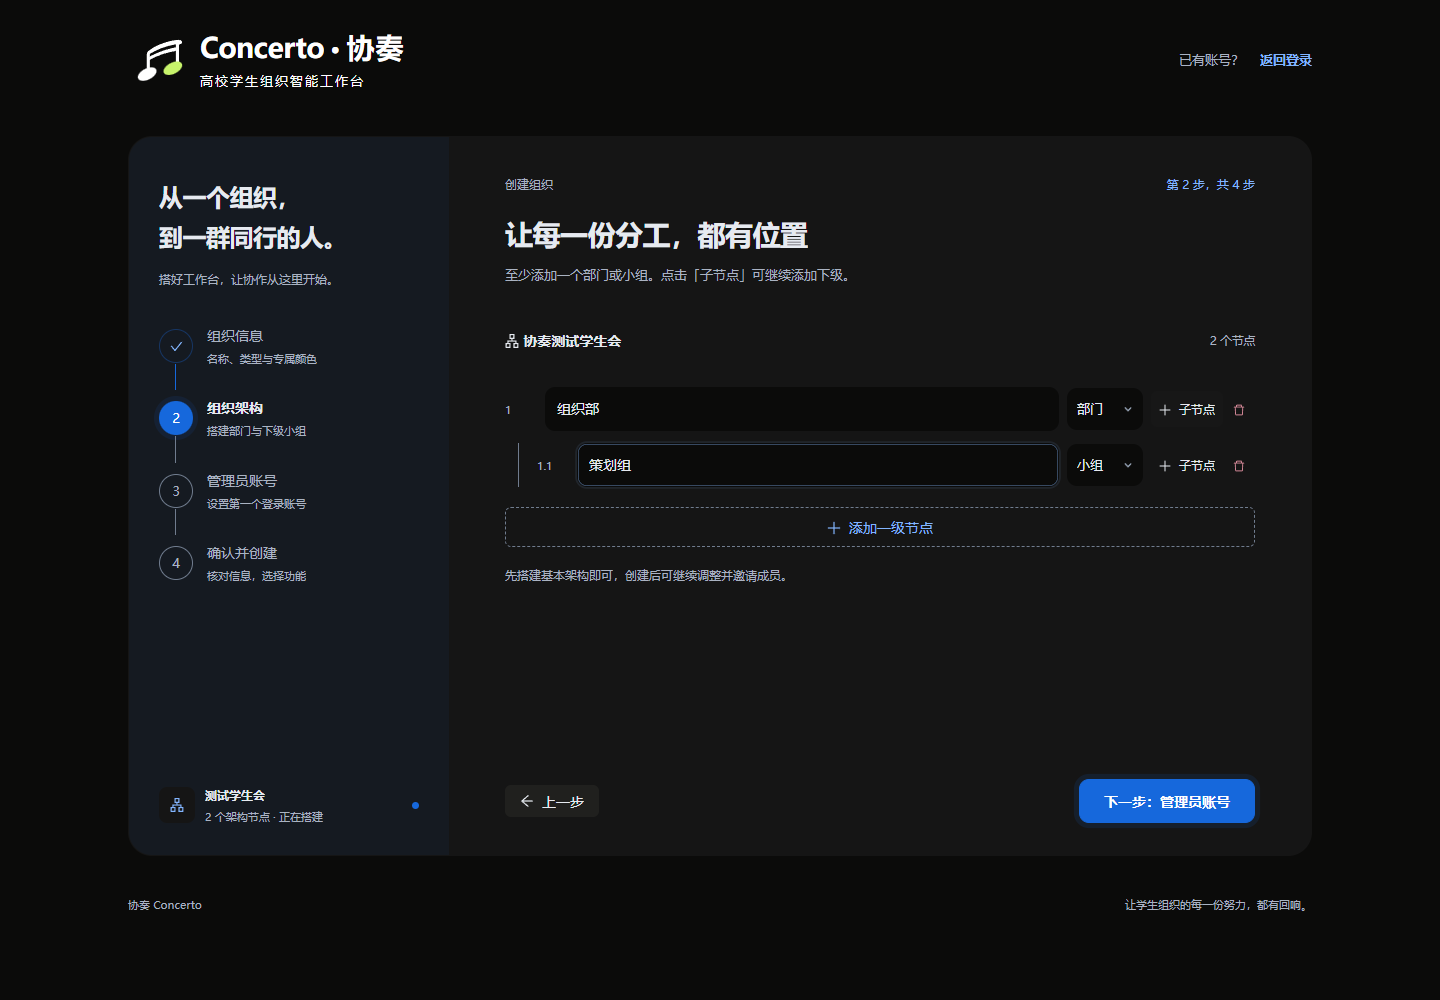 Concerto · 协奏
高校学生组织智能工作台
已有账号？ 返回登录
从一个组织，
到一群同行的人。
搭好工作台，让协作从这里开始。
组织信息
名称、类型与专属颜色
2
组织架构
搭建部门与下级小组
3
管理员账号
设置第一个登录账号
4
确认并创建
核对信息，选择功能
测试学生会
2 个架构节点 · 正在搭建
创建组织
第 2 步，共 4 步
让每一份分工，都有位置
至少添加一个部门或小组。点击「子节点」可继续添加下级。
协奏测试学生会
2 个节点
1 组织部 部门 子节点
1.1 策划组 小组 子节点
添加一级节点
先搭建基本架构即可，创建后可继续调整并邀请成员。
上一步
下一步：管理员账号
协奏 Concerto
让学生组织的每一份努力，都有回响。